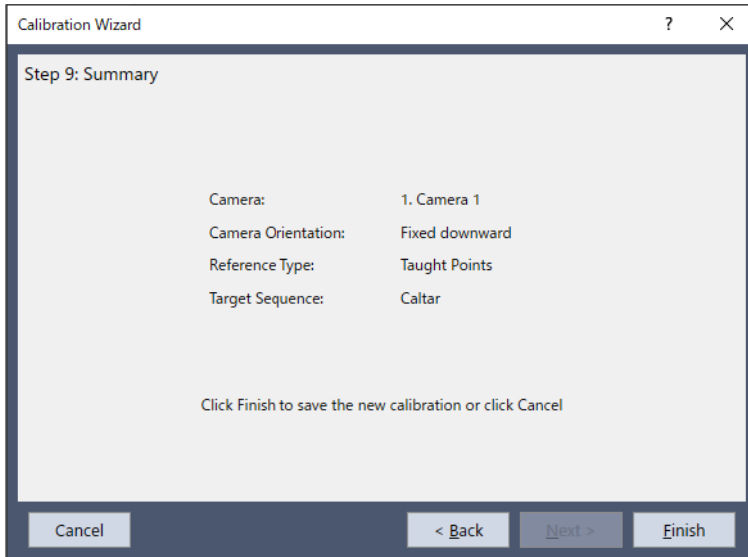 Calibration Wizard ? ×
Step 9: Summary
Camera: 1. Camera 1
Camera Orientation: Fixed downward
Reference Type: Taught Points
Target Sequence: Caltar
Click Finish to save the new calibration or click Cancel
Cancel < Back Next > Finish